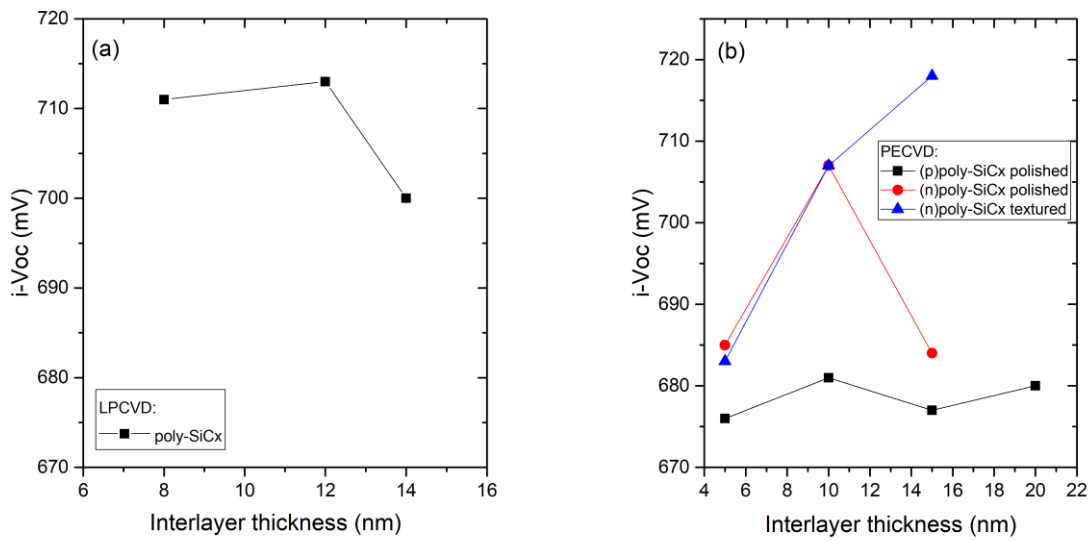 (a)
720
710
700
690
680
670
i-Voc (mV)
LPCVD:
poly-SiCx
6 8 10 12 14 16
Interlayer thickness (nm)
(b)
720
710
700
690
680
670
i-Voc (mV)
PECVD:
(p)poly-SiCx polished
(n)poly-SiCx polished
(n)poly-SiCx textured
4 6 8 10 12 14 16 18 20 22
Interlayer thickness (nm)